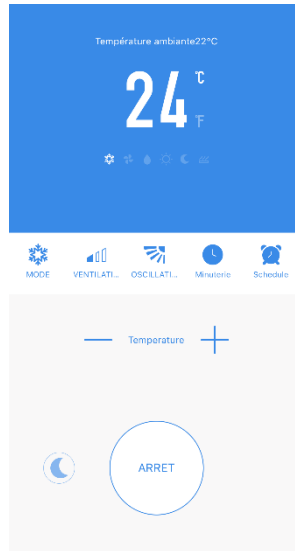 Température ambiante22°C
24 °C
°F
MODE
VENTILATI...
OSCILLATI...
Minuterie
Schedule
Temperature
ARRET